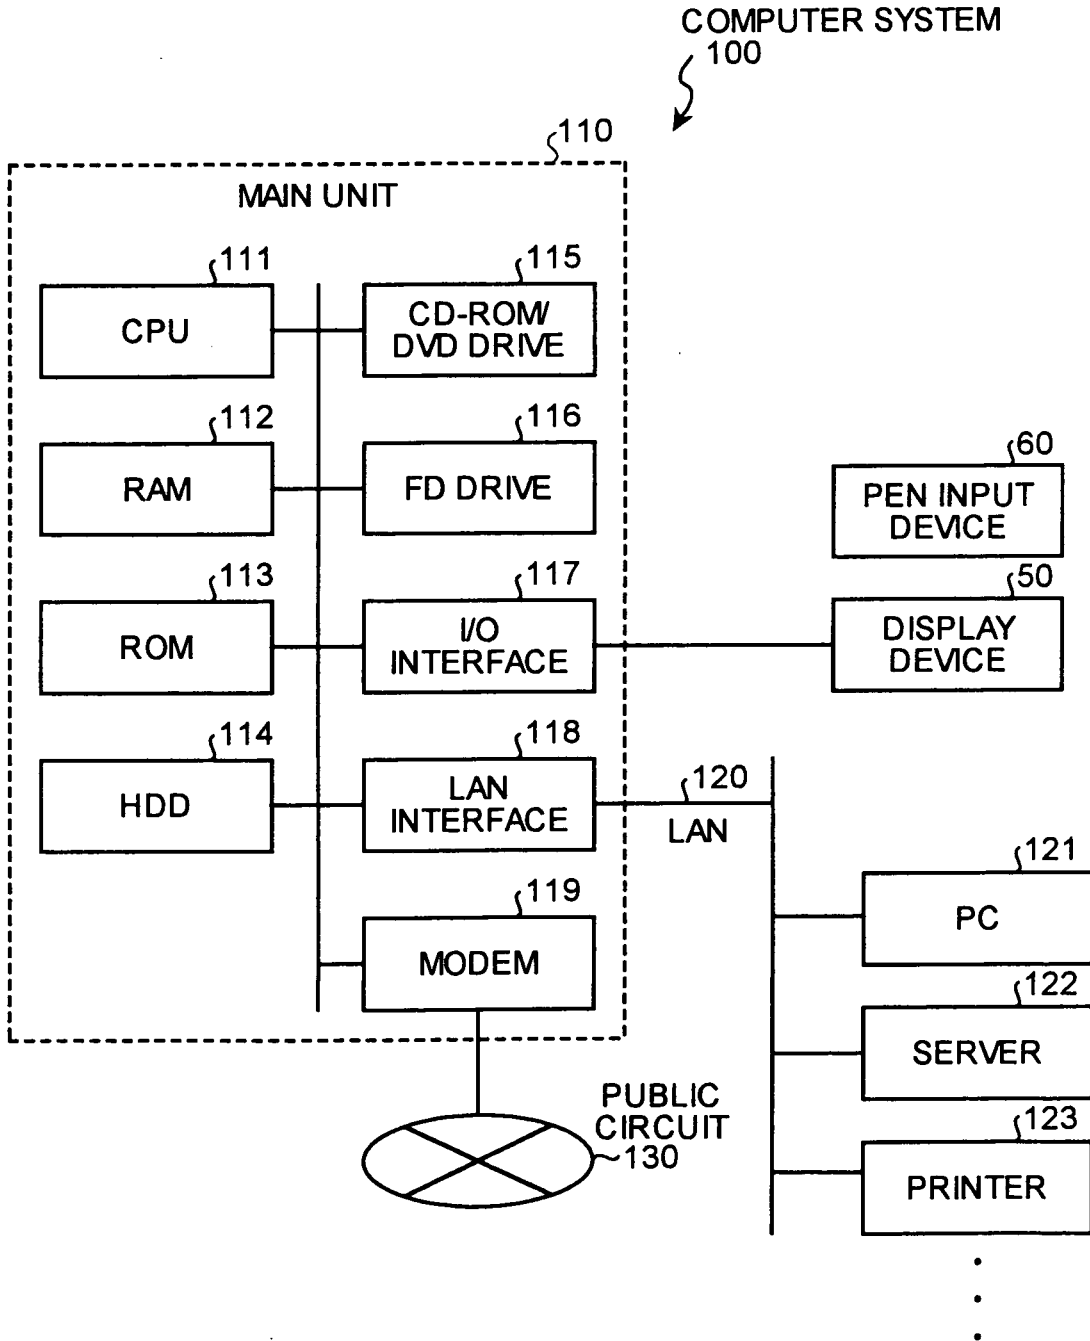 COMPUTER SYSTEM
100
110
MAIN UNIT
111
CPU
115
CD-ROM/
DVD DRIVE
112
RAM
116
FD DRIVE
60
PEN INPUT
DEVICE
113
ROM
117
I/O
INTERFACE
50
DISPLAY
DEVICE
114
HDD
118
LAN
INTERFACE
120
LAN
121
PC
119
MODEM
122
SERVER
PUBLIC
CIRCUIT
130
123
PRINTER